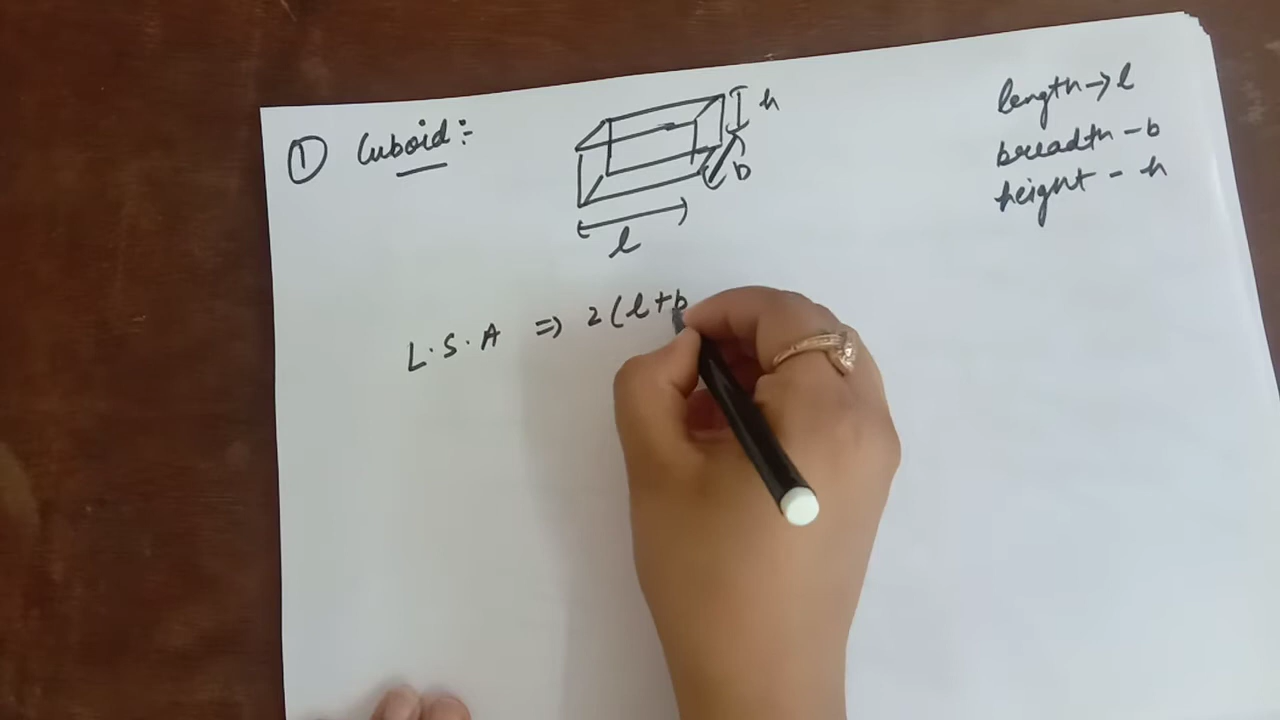 ① Cuboid :-
h
b
l
length → l
breadth - b
height - h
L.S.A ⇒ 2(l+b